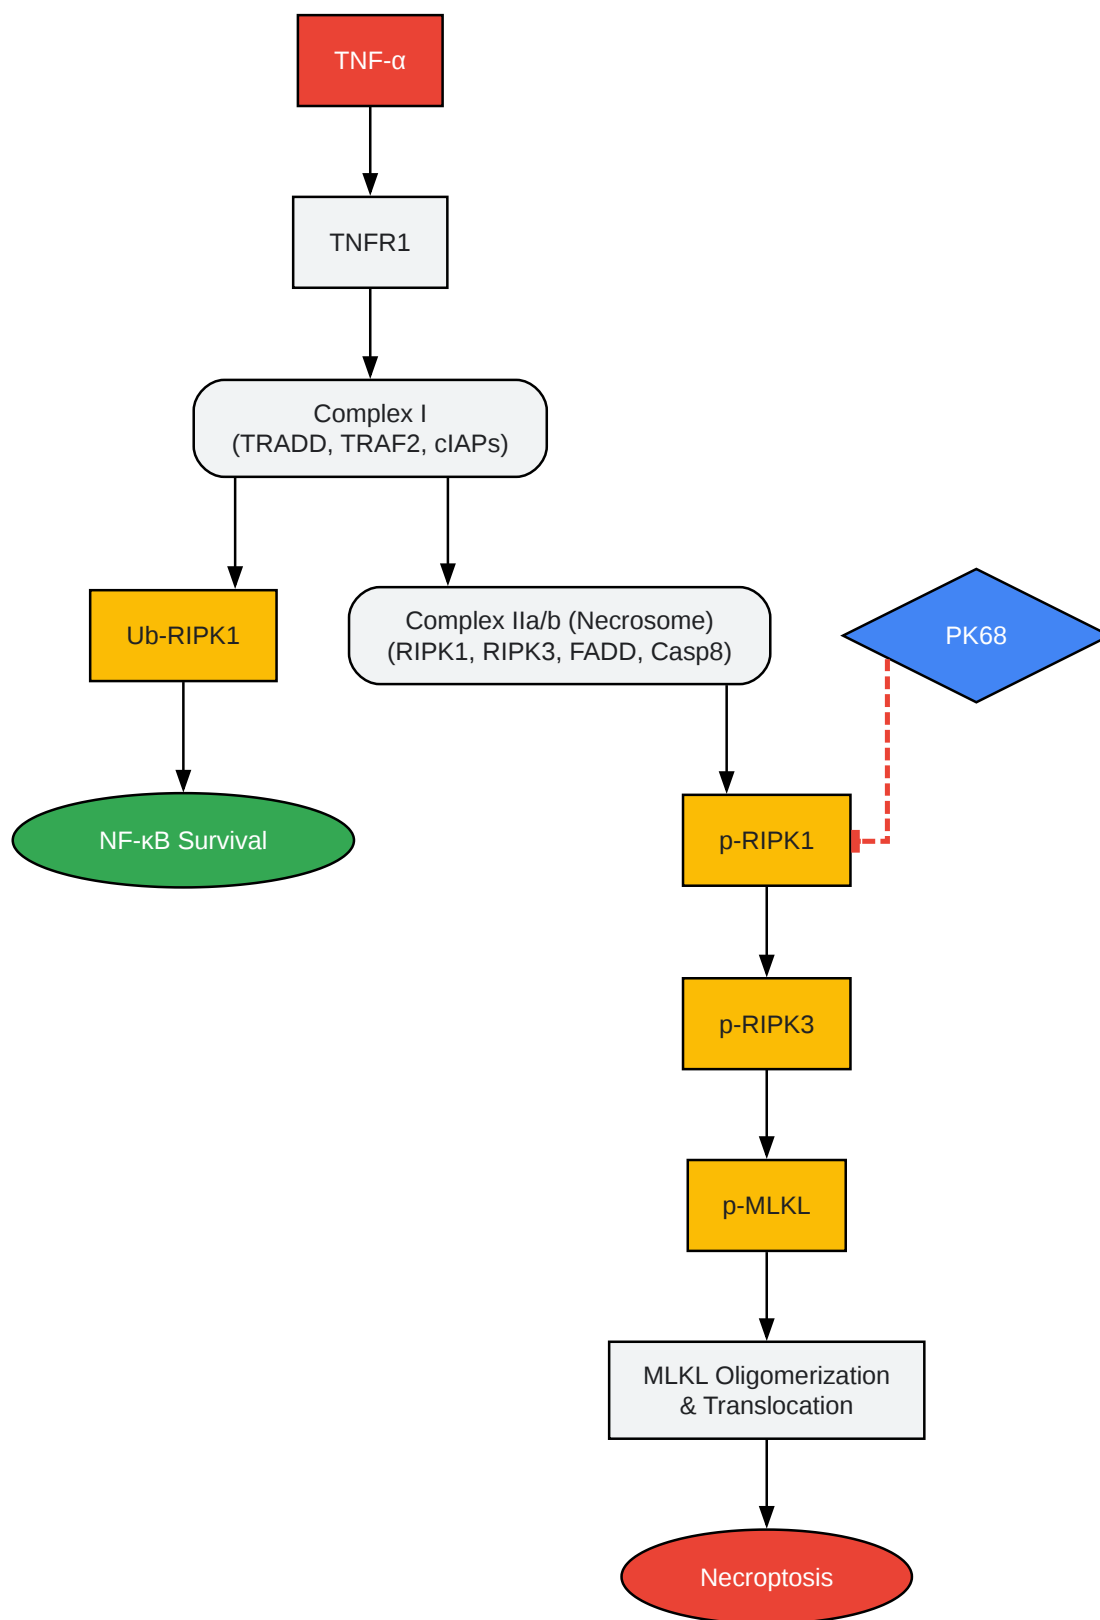 TNF-α
TNFR1
Complex I
(TRADD, TRAF2, cIAPs)
Ub-RIPK1
Complex IIa/b (Necrosome)
(RIPK1, RIPK3, FADD, Casp8)
PK68
NF-κB Survival
p-RIPK1
p-RIPK3
p-MLKL
MLKL Oligomerization
& Translocation
Necroptosis